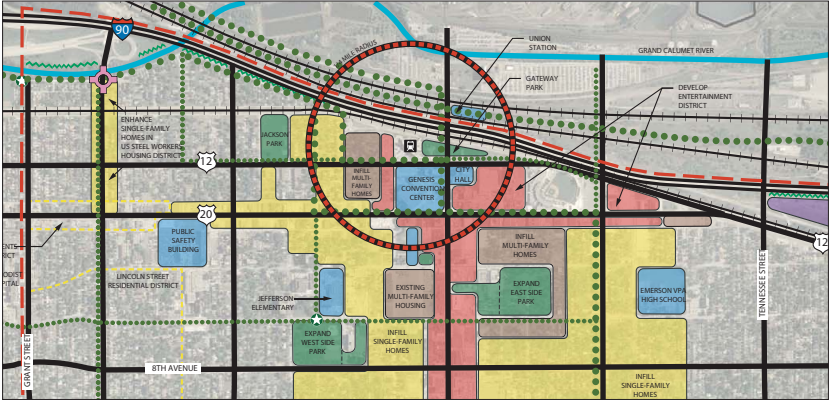 90
MILE RADIUS
UNION
STATION
GRAND CALUMET RIVER
GATEWAY
PARK
DEVELOP
ENTERTAINMENT
DISTRICT
ENHANCE
SINGLE-FAMILY
HOMES IN
US STEEL WORKERS
HOUSING DISTRICT
JACKSON
PARK
12
INFILL
MULTI-
FAMILY
HOMES
GENESIS
CONVENTION
CENTER
CITY
HALL
20
PUBLIC
SAFETY
BUILDING
INFILL
MULTI-FAMILY
HOMES
12
ENTS
RICT
ODIST
PITAL
LINCOLN STREET
RESIDENTIAL DISTRICT
JEFFERSON
ELEMENTARY
EXISTING
MULTI-FAMILY
HOUSING
EXPAND
EAST SIDE
PARK
EMERSON VPA
HIGH SCHOOL
TENNESSEE STREET
GRANT STREET
EXPAND
WEST SIDE
PARK
INFILL
SINGLE-FAMILY
HOMES
8TH AVENUE
INFILL
SINGLE-FAMILY
HOMES